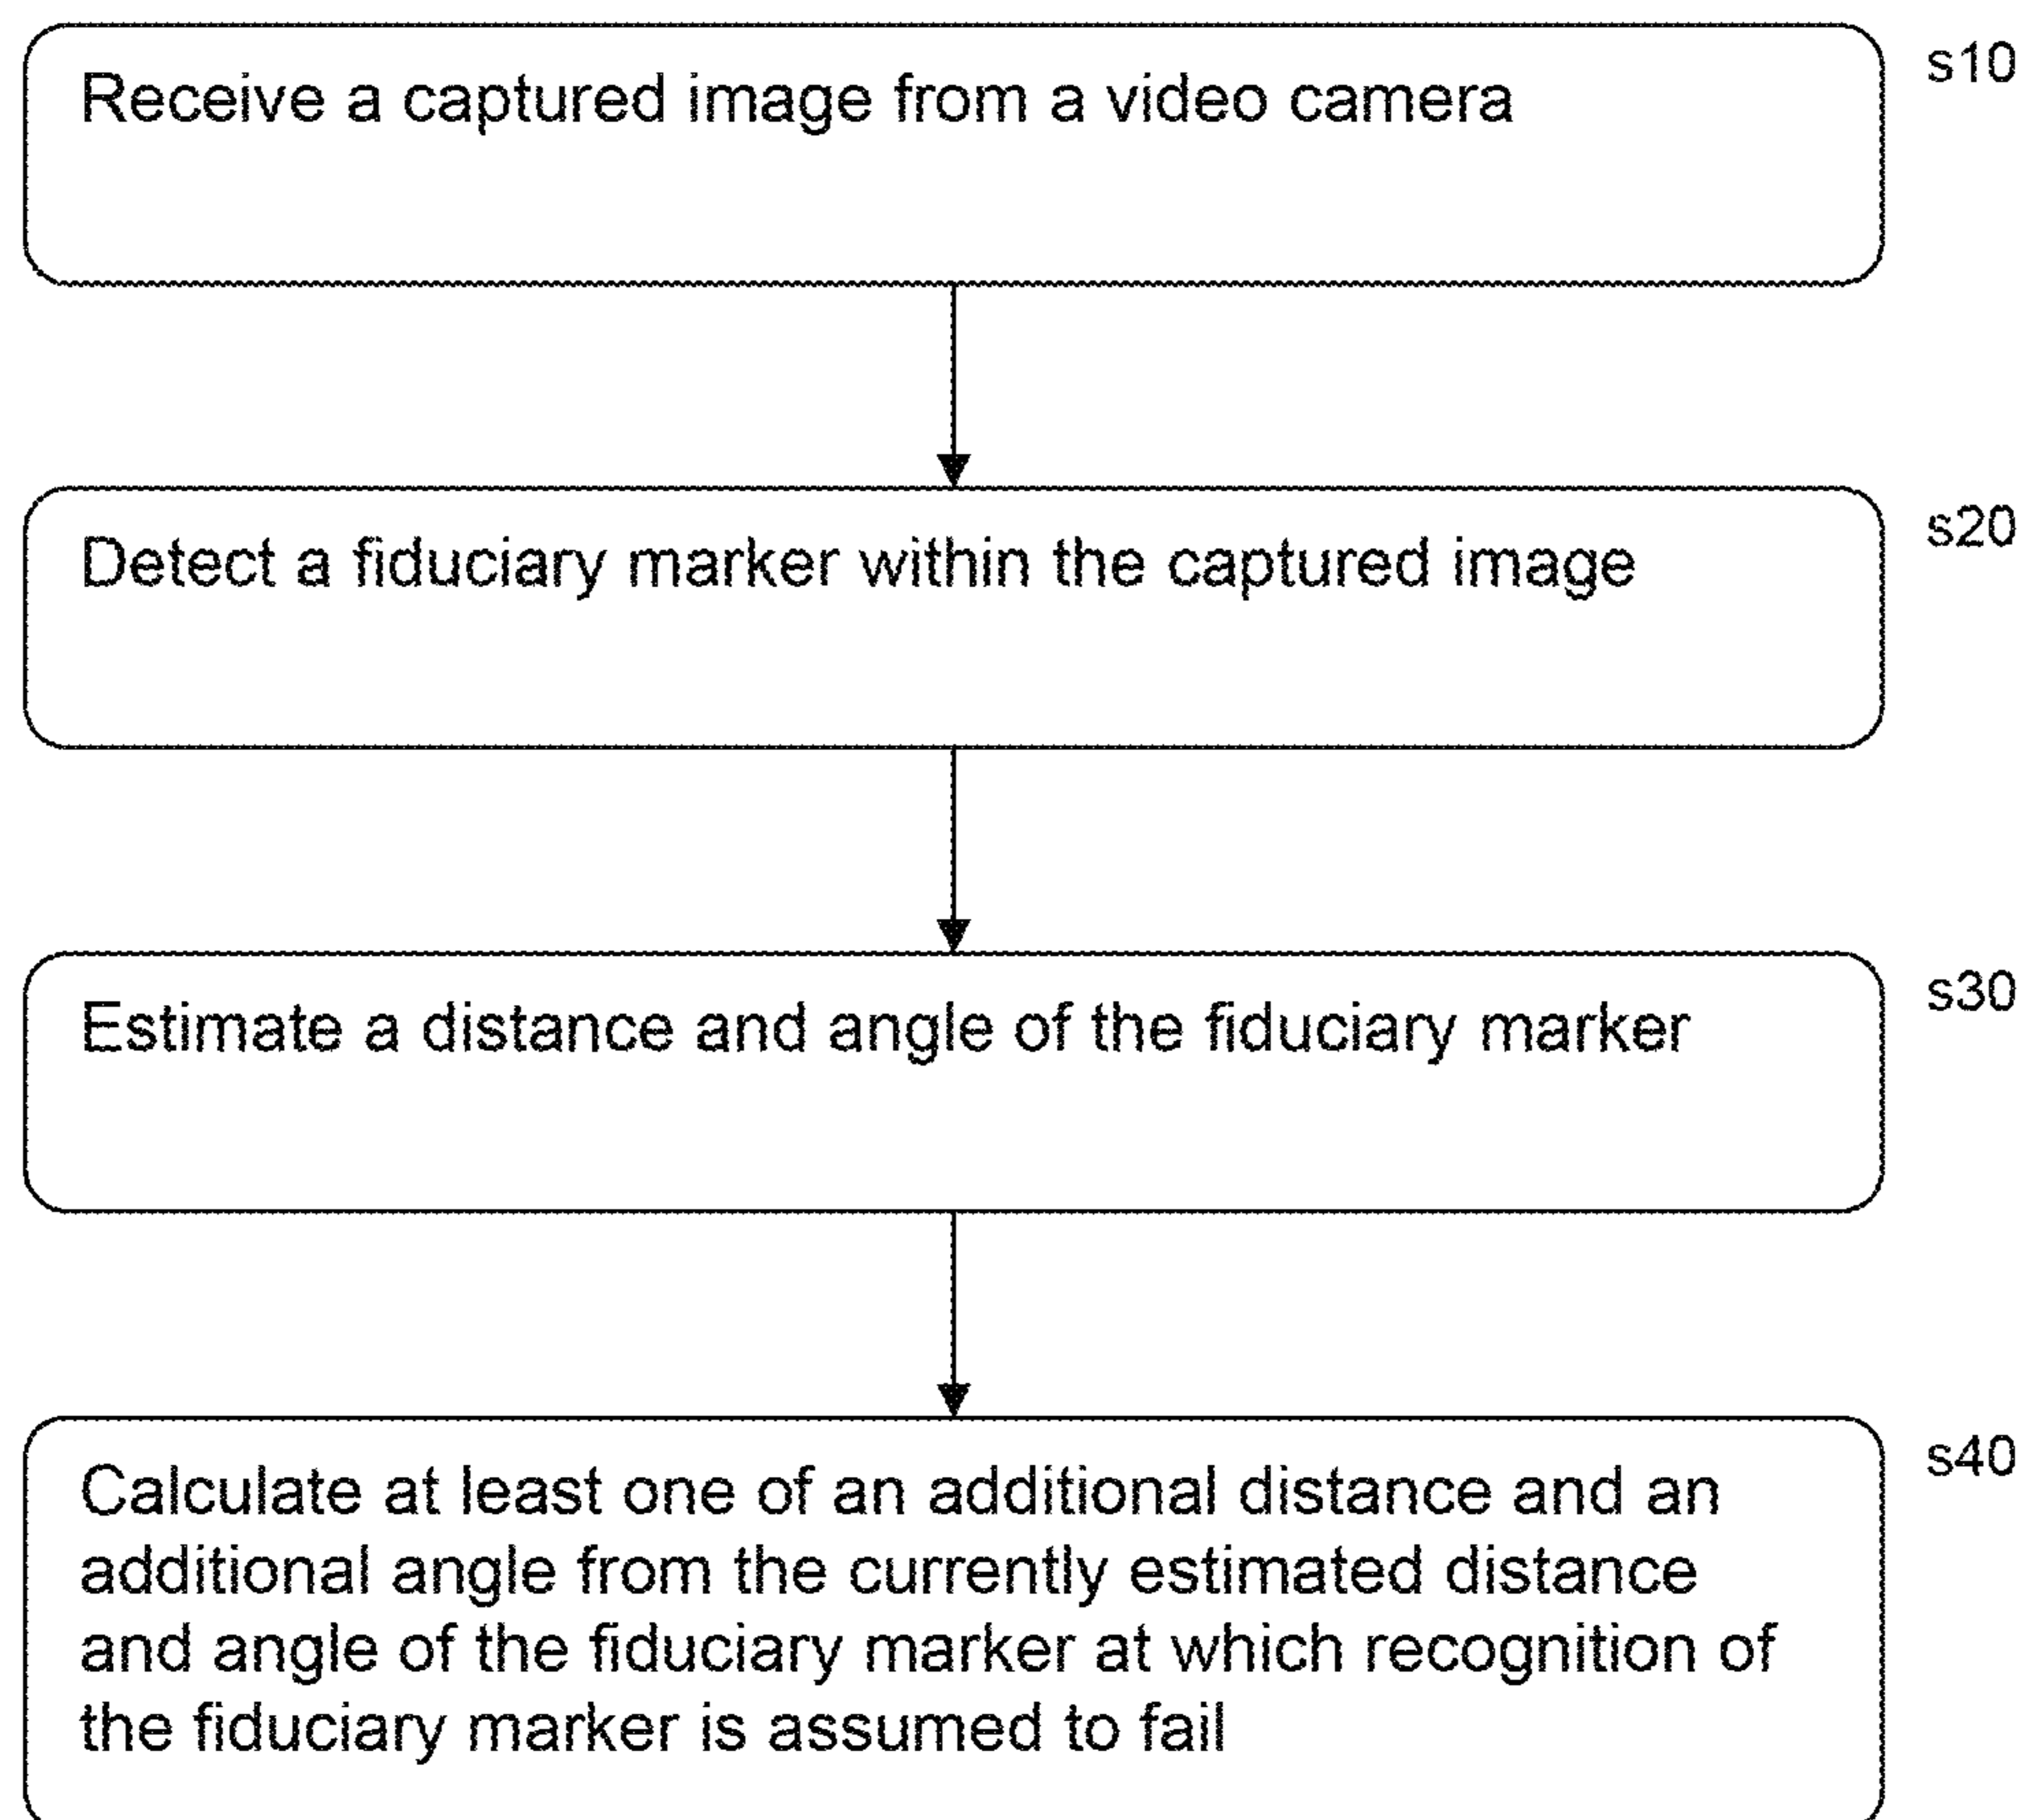 Receive a captured image from a video camera
s10
Detect a fiduciary marker within the captured image
s20
Estimate a distance and angle of the fiduciary marker
s30
Calculate at least one of an additional distance and an
additional angle from the currently estimated distance
and angle of the fiduciary marker at which recognition of
the fiduciary marker is assumed to fail
s40